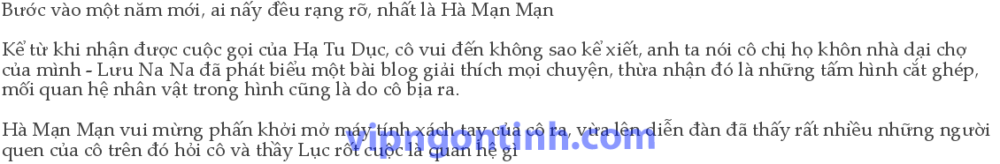 Bước vào một năm mới, ai nấy đều rạng rỡ, nhất là Hà Mạn Mạn
Kể từ khi nhận được cuộc gọi của Hạ Tu Dục, cô vui đến không sao kể xiết, anh ta nói cô chị họ khôn nhà dại chợ
của mình - Lưu Na Na đã phát biểu một bài blog giải thích mọi chuyện, thừa nhận đó là những tấm hình cắt ghép,
mối quan hệ nhân vật trong hình cũng là do cô bịa ra.
Hà Mạn Mạn vui mừng phấn khởi mở máy tính xách tay của cô ra, vừa lên diễn đàn đã thấy rất nhiều những người
quen của cô trên đó hỏi cô và thầy Lục rốt cuộc là quan hệ gì
vipngontinh.com